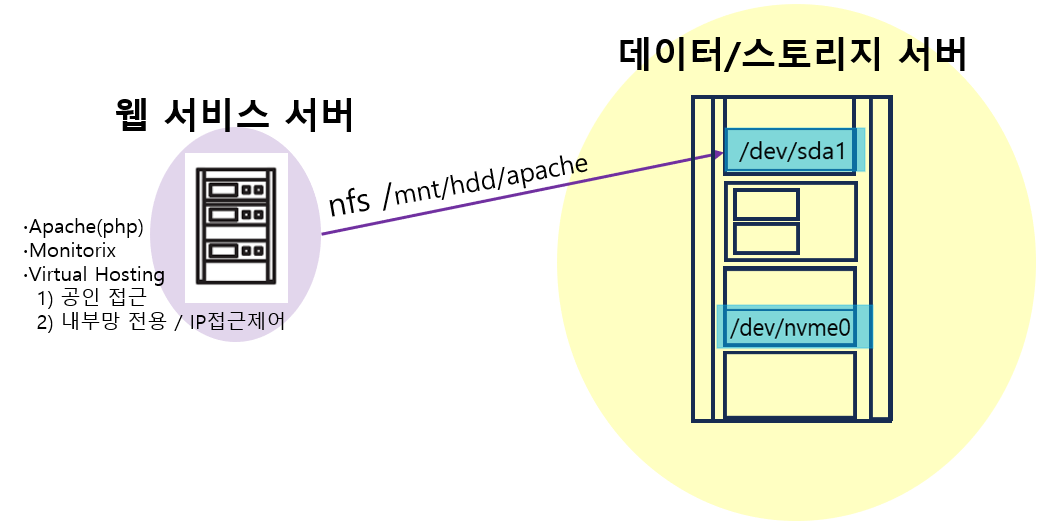 데이터/스토리지 서버
웹 서비스 서버
/dev/sda1
nfs /mnt/hdd/apache
·Apache(php)
·Monitorix
·Virtual Hosting
1) 공인 접근
2) 내부망 전용 / IP접근제어
/dev/nvme0